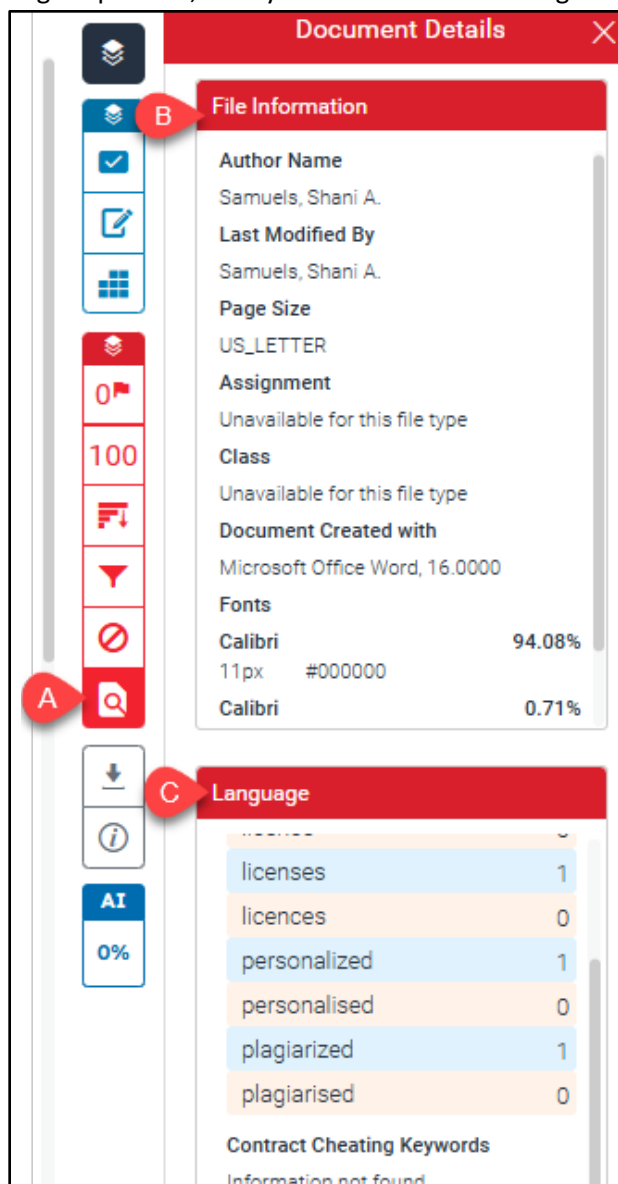 Document Details
B
File Information
Author Name
Samuels, Shani A.
Last Modified By
Samuels, Shani A.
Page Size
US_LETTER
0
Assignment
Unavailable for this file type
100
Class
Unavailable for this file type
Document Created with
Microsoft Office Word, 16.0000
Fonts
Calibri 94.08%
11px #000000
A
Calibri 0.71%
C
Language
licenses 1
AI
licences 0
0%
personalized 1
personalised 0
plagiarized 1
plagiarised 0
Contract Cheating Keywords
Information not found